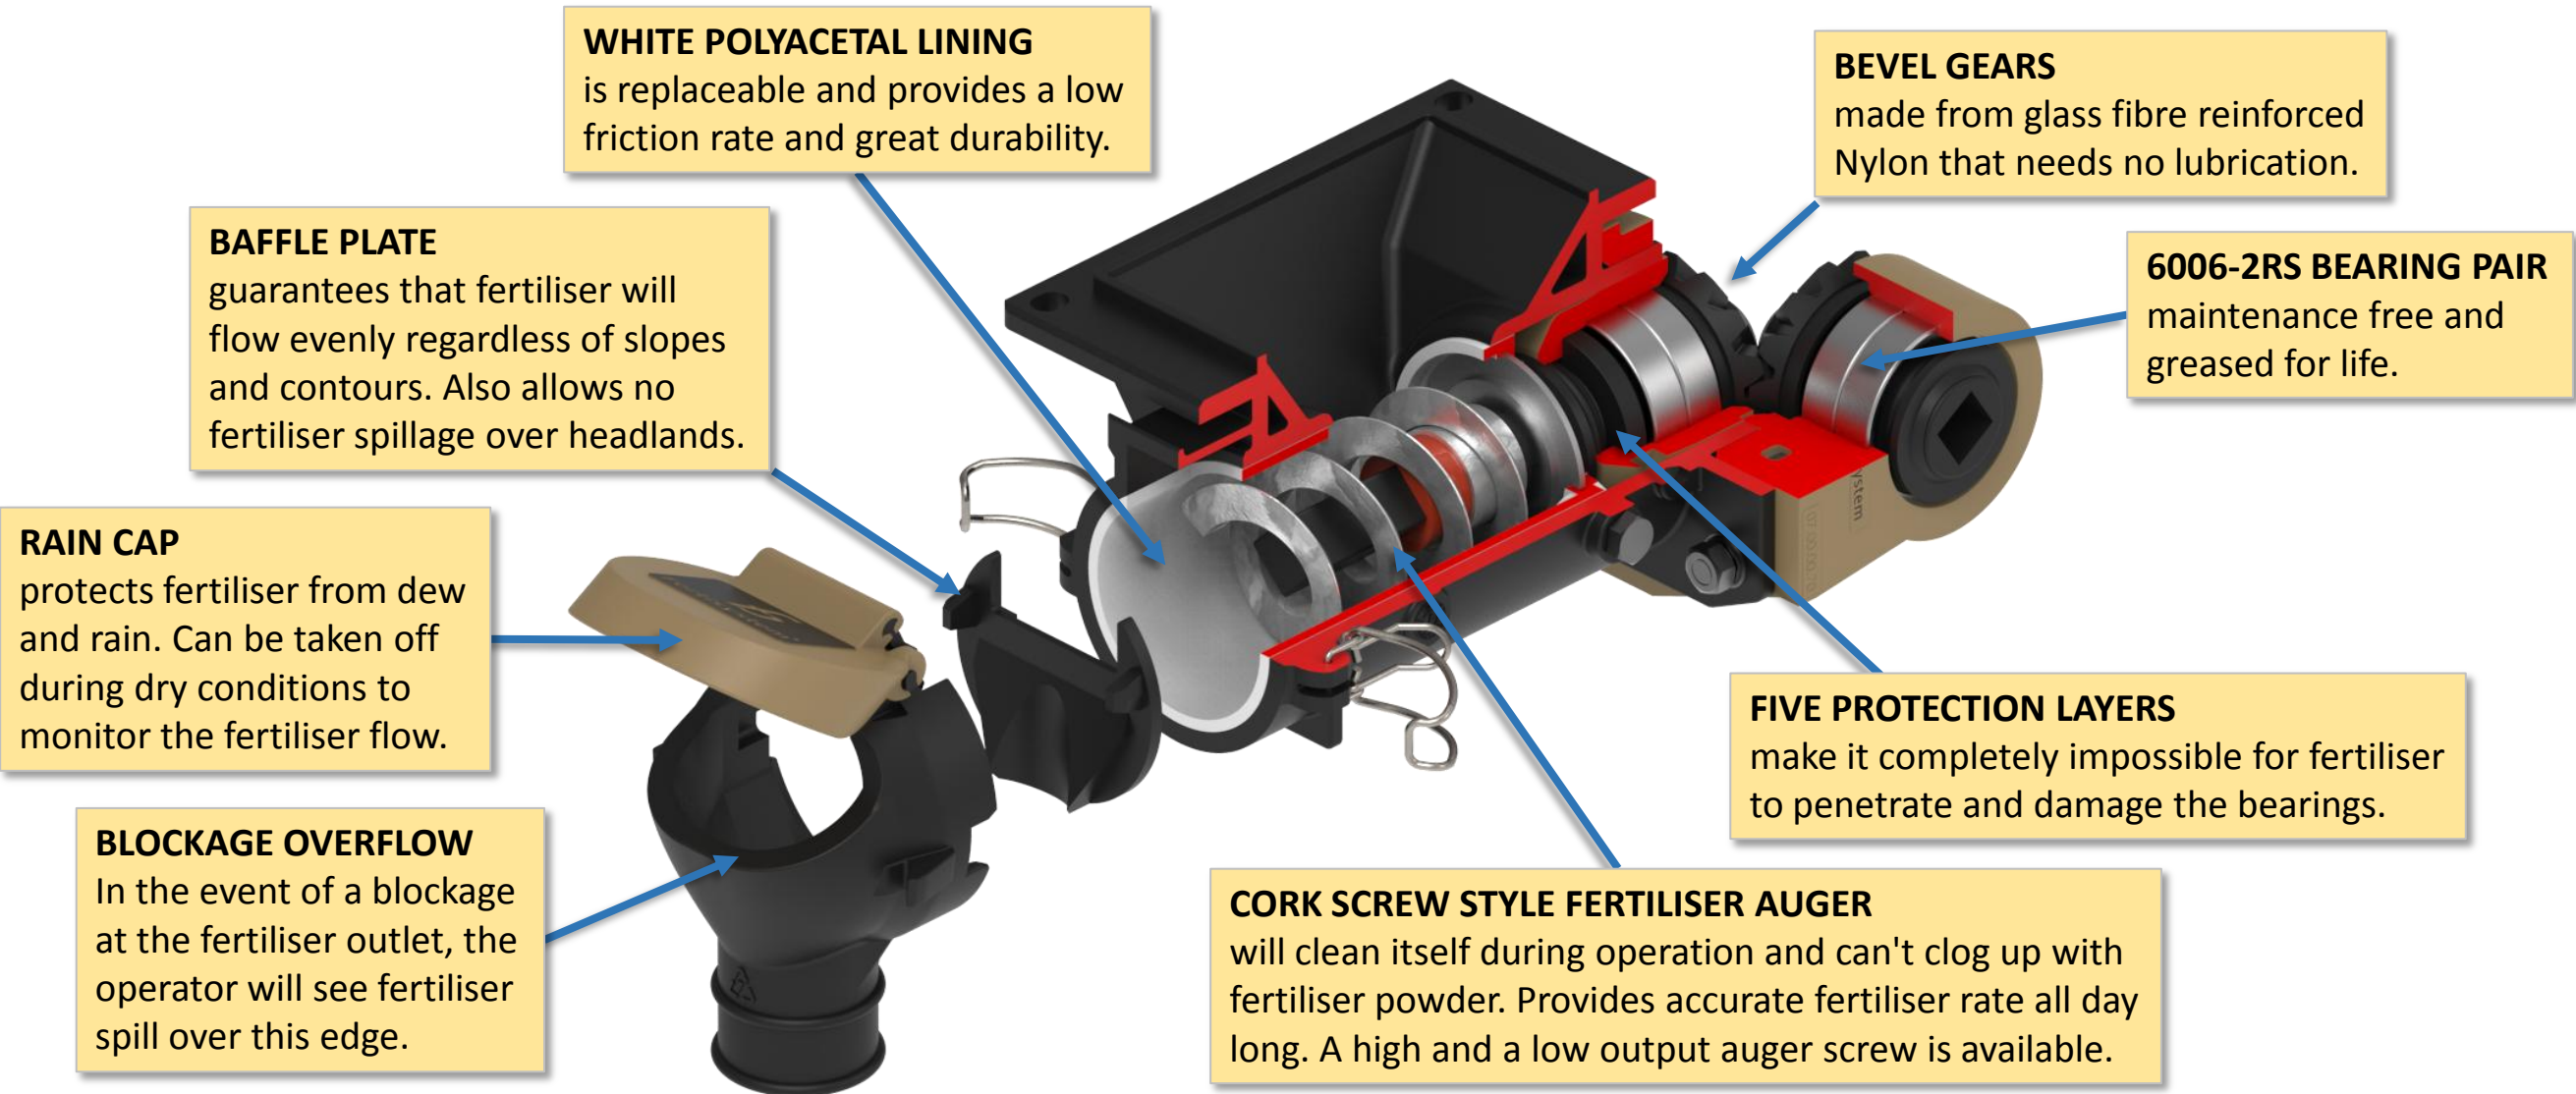 WHITE POLYACETAL LINING
is replaceable and provides a low
friction rate and great durability.
BEVEL GEARS
made from glass fibre reinforced
Nylon that needs no lubrication.
BAFFLE PLATE
guarantees that fertiliser will
flow evenly regardless of slopes
and contours. Also allows no
fertiliser spillage over headlands.
6006-2RS BEARING PAIR
maintenance free and
greased for life.
RAIN CAP
protects fertiliser from dew
and rain. Can be taken off
during dry conditions to
monitor the fertiliser flow.
ystem
FIVE PROTECTION LAYERS
make it completely impossible for fertiliser
to penetrate and damage the bearings.
BLOCKAGE OVERFLOW
In the event of a blockage
at the fertiliser outlet, the
operator will see fertiliser
spill over this edge.
CORK SCREW STYLE FERTILISER AUGER
will clean itself during operation and can't clog up with
fertiliser powder. Provides accurate fertiliser rate all day
long. A high and a low output auger screw is available.